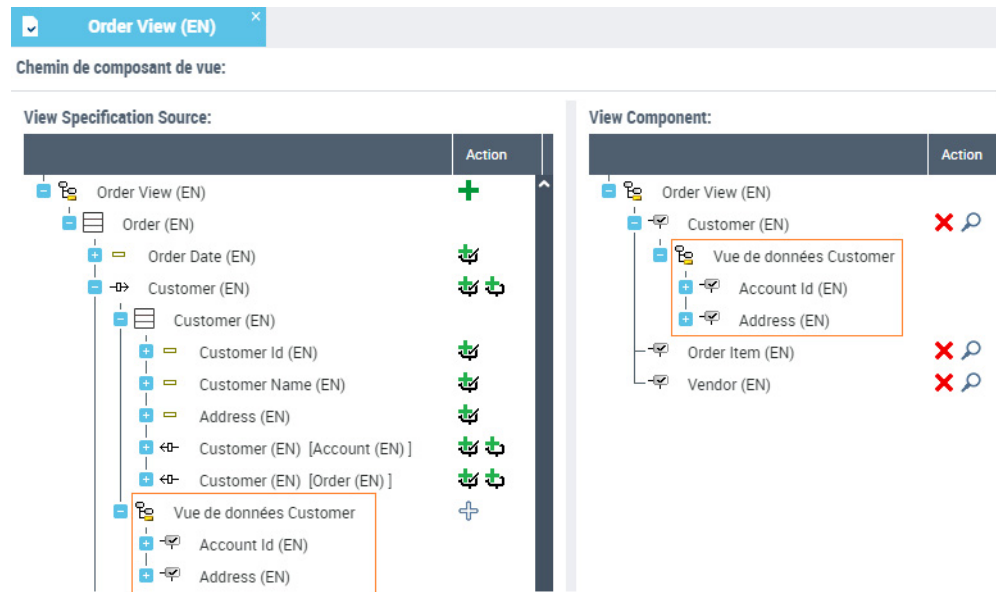 Order View (EN)
Chemin de composant de vue:
View Specification Source:
Action
Order View (EN)
Order (EN)
Order Date (EN)
Customer (EN)
Customer (EN)
Customer Id (EN)
Customer Name (EN)
Address (EN)
Customer (EN) [Account (EN) ]
Customer (EN) [Order (EN) ]
Vue de données Customer
Account Id (EN)
Address (EN)
View Component:
Action
Order View (EN)
Customer (EN)
Vue de données Customer
Account Id (EN)
Address (EN)
Order Item (EN)
Vendor (EN)